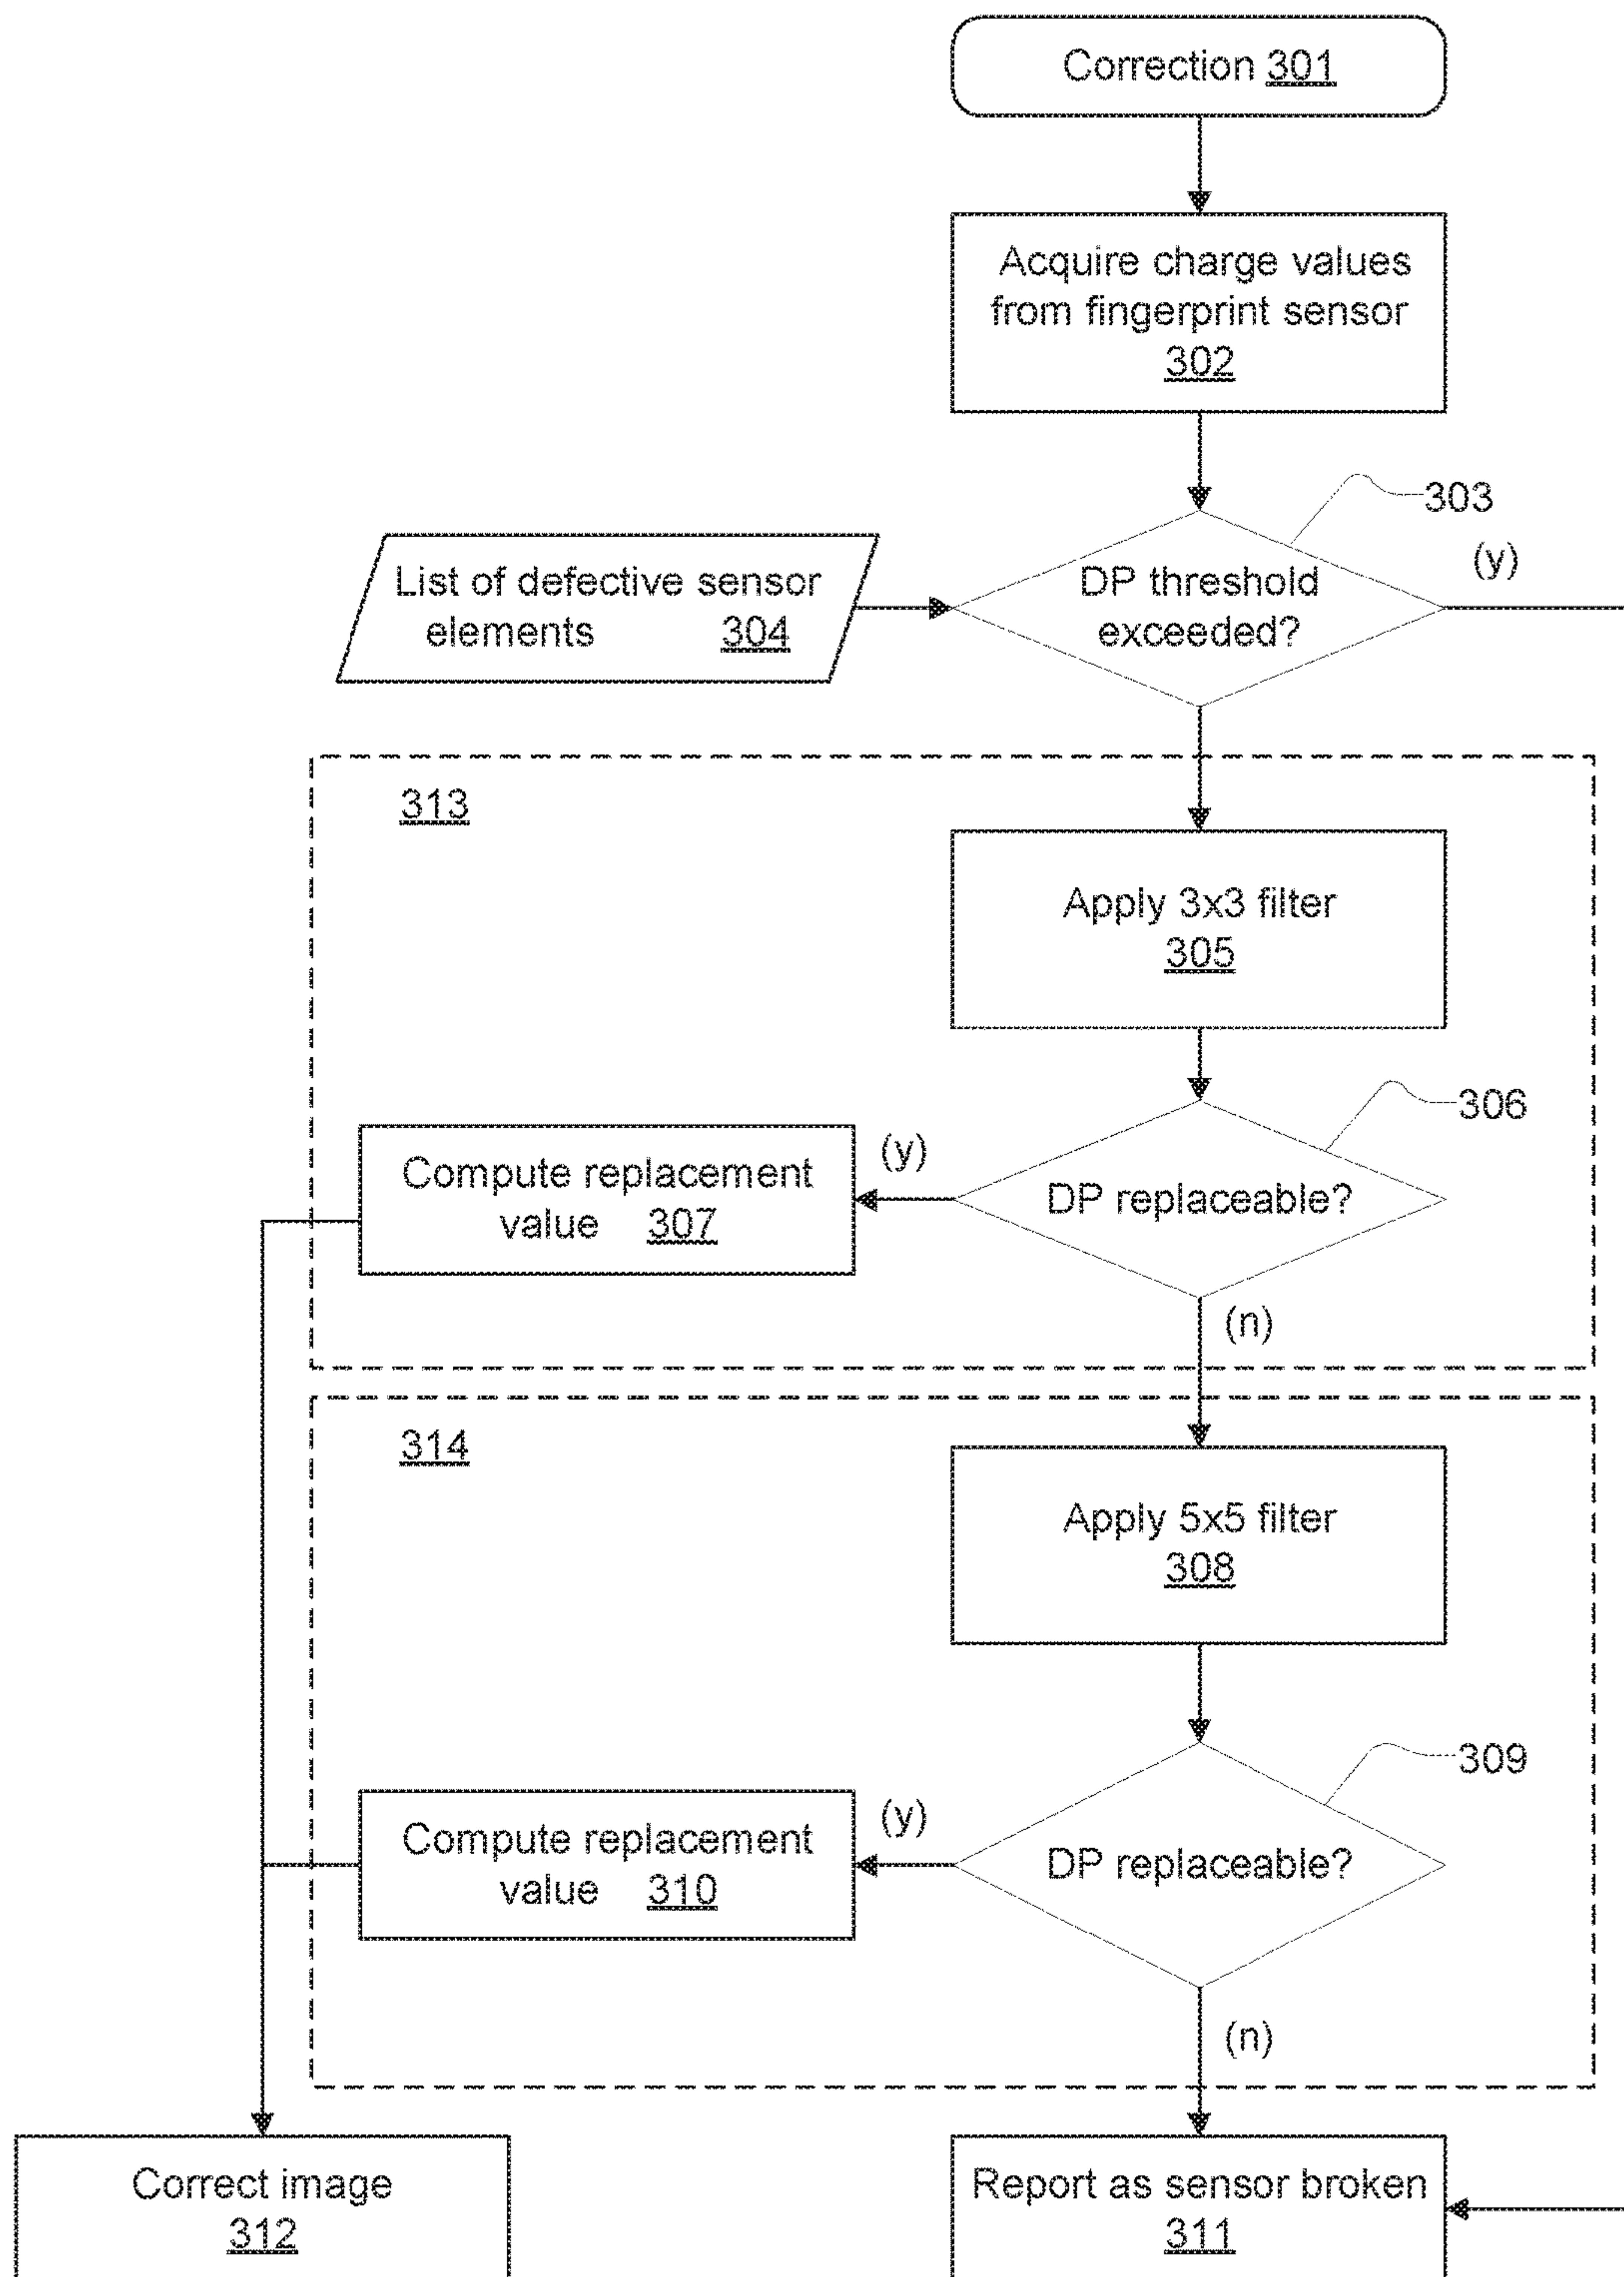 Correction 301
Acquire charge values
from fingerprint sensor
302
303
(y)
List of defective sensor
elements 304
DP threshold
exceeded?
313
Apply 3x3 filter
305
306
(y)
Compute replacement
value 307
DP replaceable?
(n)
314
Apply 5x5 filter
308
309
(y)
Compute replacement
value 310
DP replaceable?
(n)
Correct image
312
Report as sensor broken
311